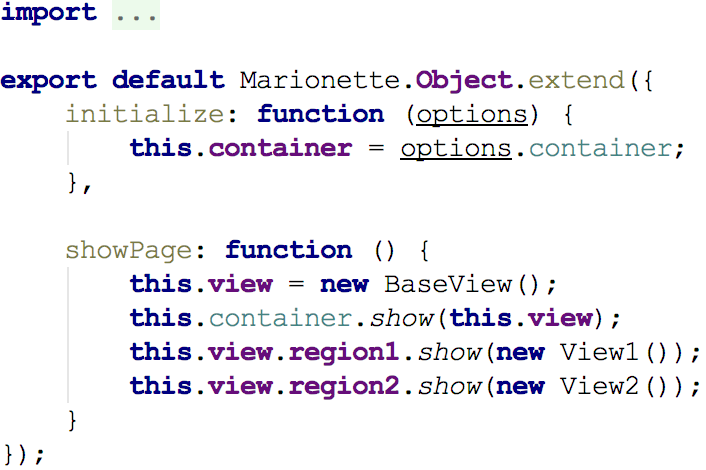 import ...
export default Marionette.Object.extend({
    initialize: function (options) {
        this.container = options.container;
    },
    showPage: function () {
        this.view = new BaseView();
        this.container.show(this.view);
        this.view.region1.show(new View1());
        this.view.region2.show(new View2());
    }
});